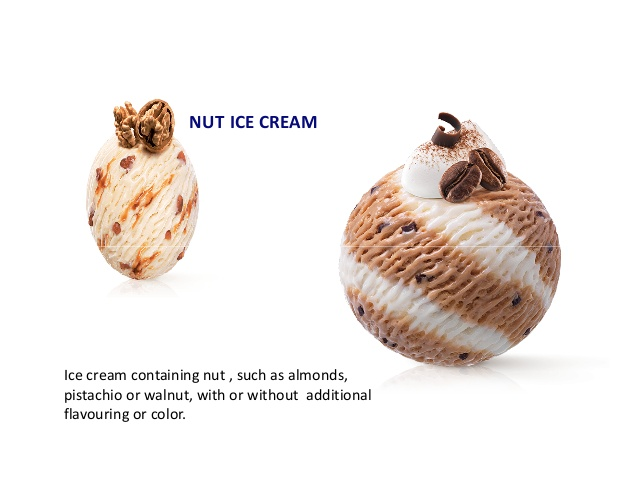 NUT ICE CREAM
Ice cream containing nut , such as almonds,
pistachio or walnut, with or without  additional
flavouring or color.